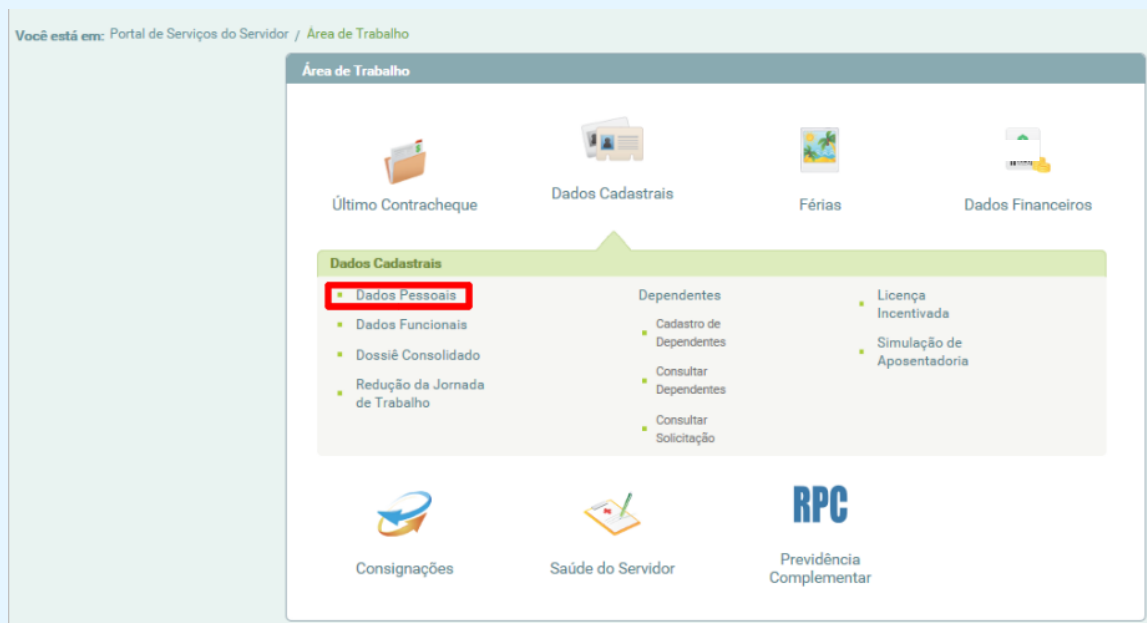 Você está em: Portal de Serviços do Servidor / Área de Trabalho
Área de Trabalho
Último Contracheque
Dados Cadastrais
Férias
Dados Financeiros
Dados Cadastrais
Dados Pessoais
Dados Funcionais
Dossiê Consolidado
Redução da Jornada
de Trabalho
Dependentes
Cadastro de
Dependentes
Consultar
Dependentes
Consultar
Solicitação
Licença
Incentivada
Simulação de
Aposentadoria
Consignações
Saúde do Servidor
RPC
Previdência
Complementar